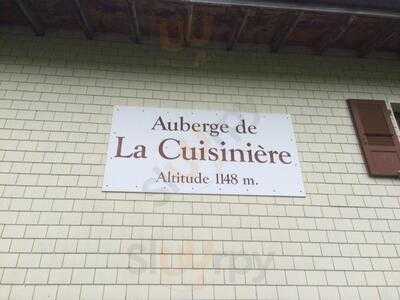 Auberge de
La Cuisinière
Altitude 1148 m.